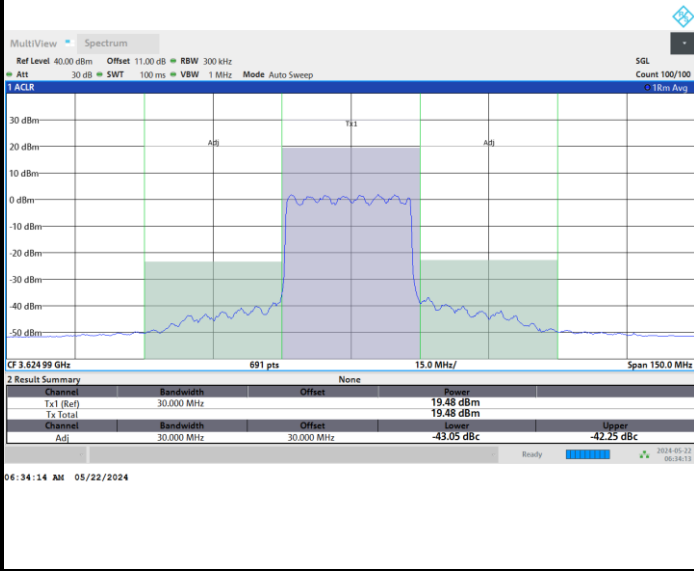 MultiView Spectrum
Ref Level 40.00 dBm Offset 11.00 dB RBW 300 kHz SGL
Att 30 dB SWT 100 ms VBW 1 MHz Mode Auto Sweep Count 100/100
1 ACLR 1Rm Avg
Tx1
Adj Adj
30 dBm
20 dBm
10 dBm
0 dBm
-10 dBm
-20 dBm
-30 dBm
-40 dBm
-50 dBm
CF 3.624 99 GHz 691 pts 15.0 MHz/ Span 150.0 MHz
2 Result Summary None
Channel Bandwidth Offset Power
Tx1 (Ref) 30.000 MHz 19.48 dBm
Tx Total 19.48 dBm
Channel Bandwidth Offset Lower Upper
Adj 30.000 MHz 30.000 MHz -43.05 dBc -42.25 dBc
Ready 2024-05-22
06:34:13
06:34:14 AM 05/22/2024